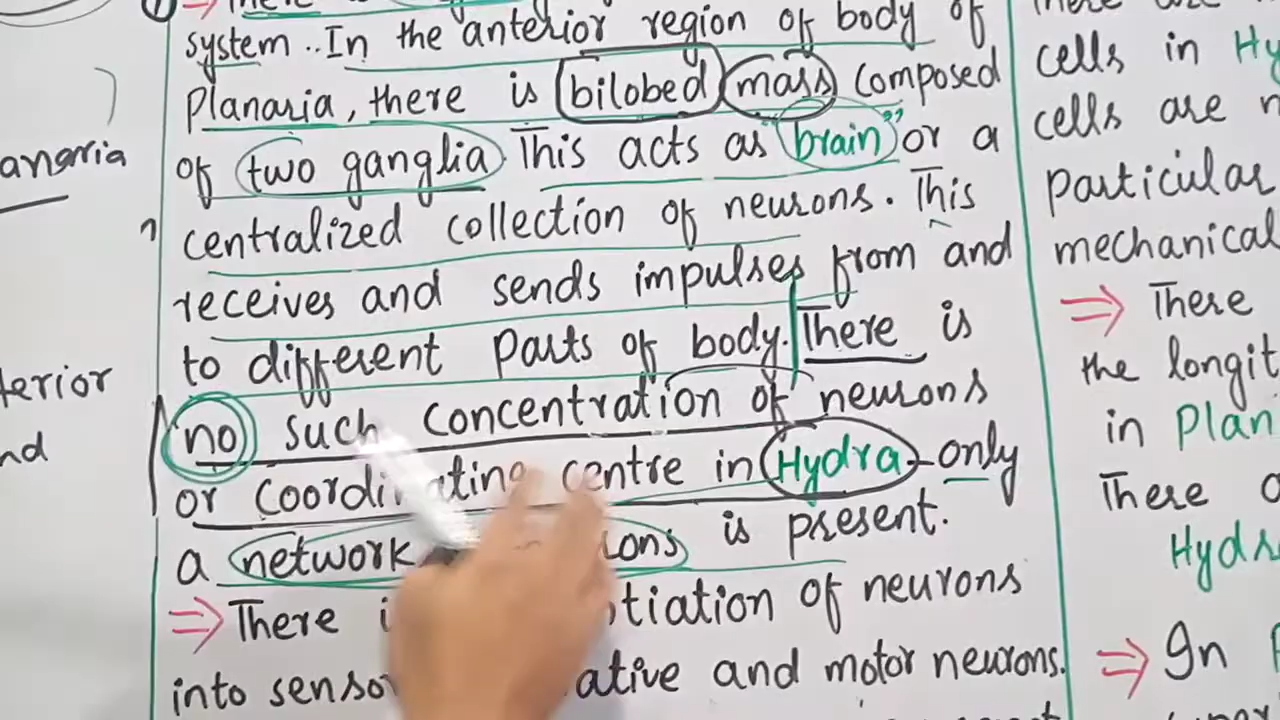 system.. In the anterior region of body of
Planaria, there is bilobed mass composed
of two ganglia. This acts as "brain" or a
centralized collection of neurons. This
receives and sends impulses from and
to different parts of body. There is
no such concentration of neurons
or coordinating centre in Hydra - only
a network is present.
⇒ There of neurons
into and motor neurons.
anaria
terior
nd
cells in Hy
cells are
particular
mechanical
⇒ There
the longit
in Plan
There
Hydr
⇒ In